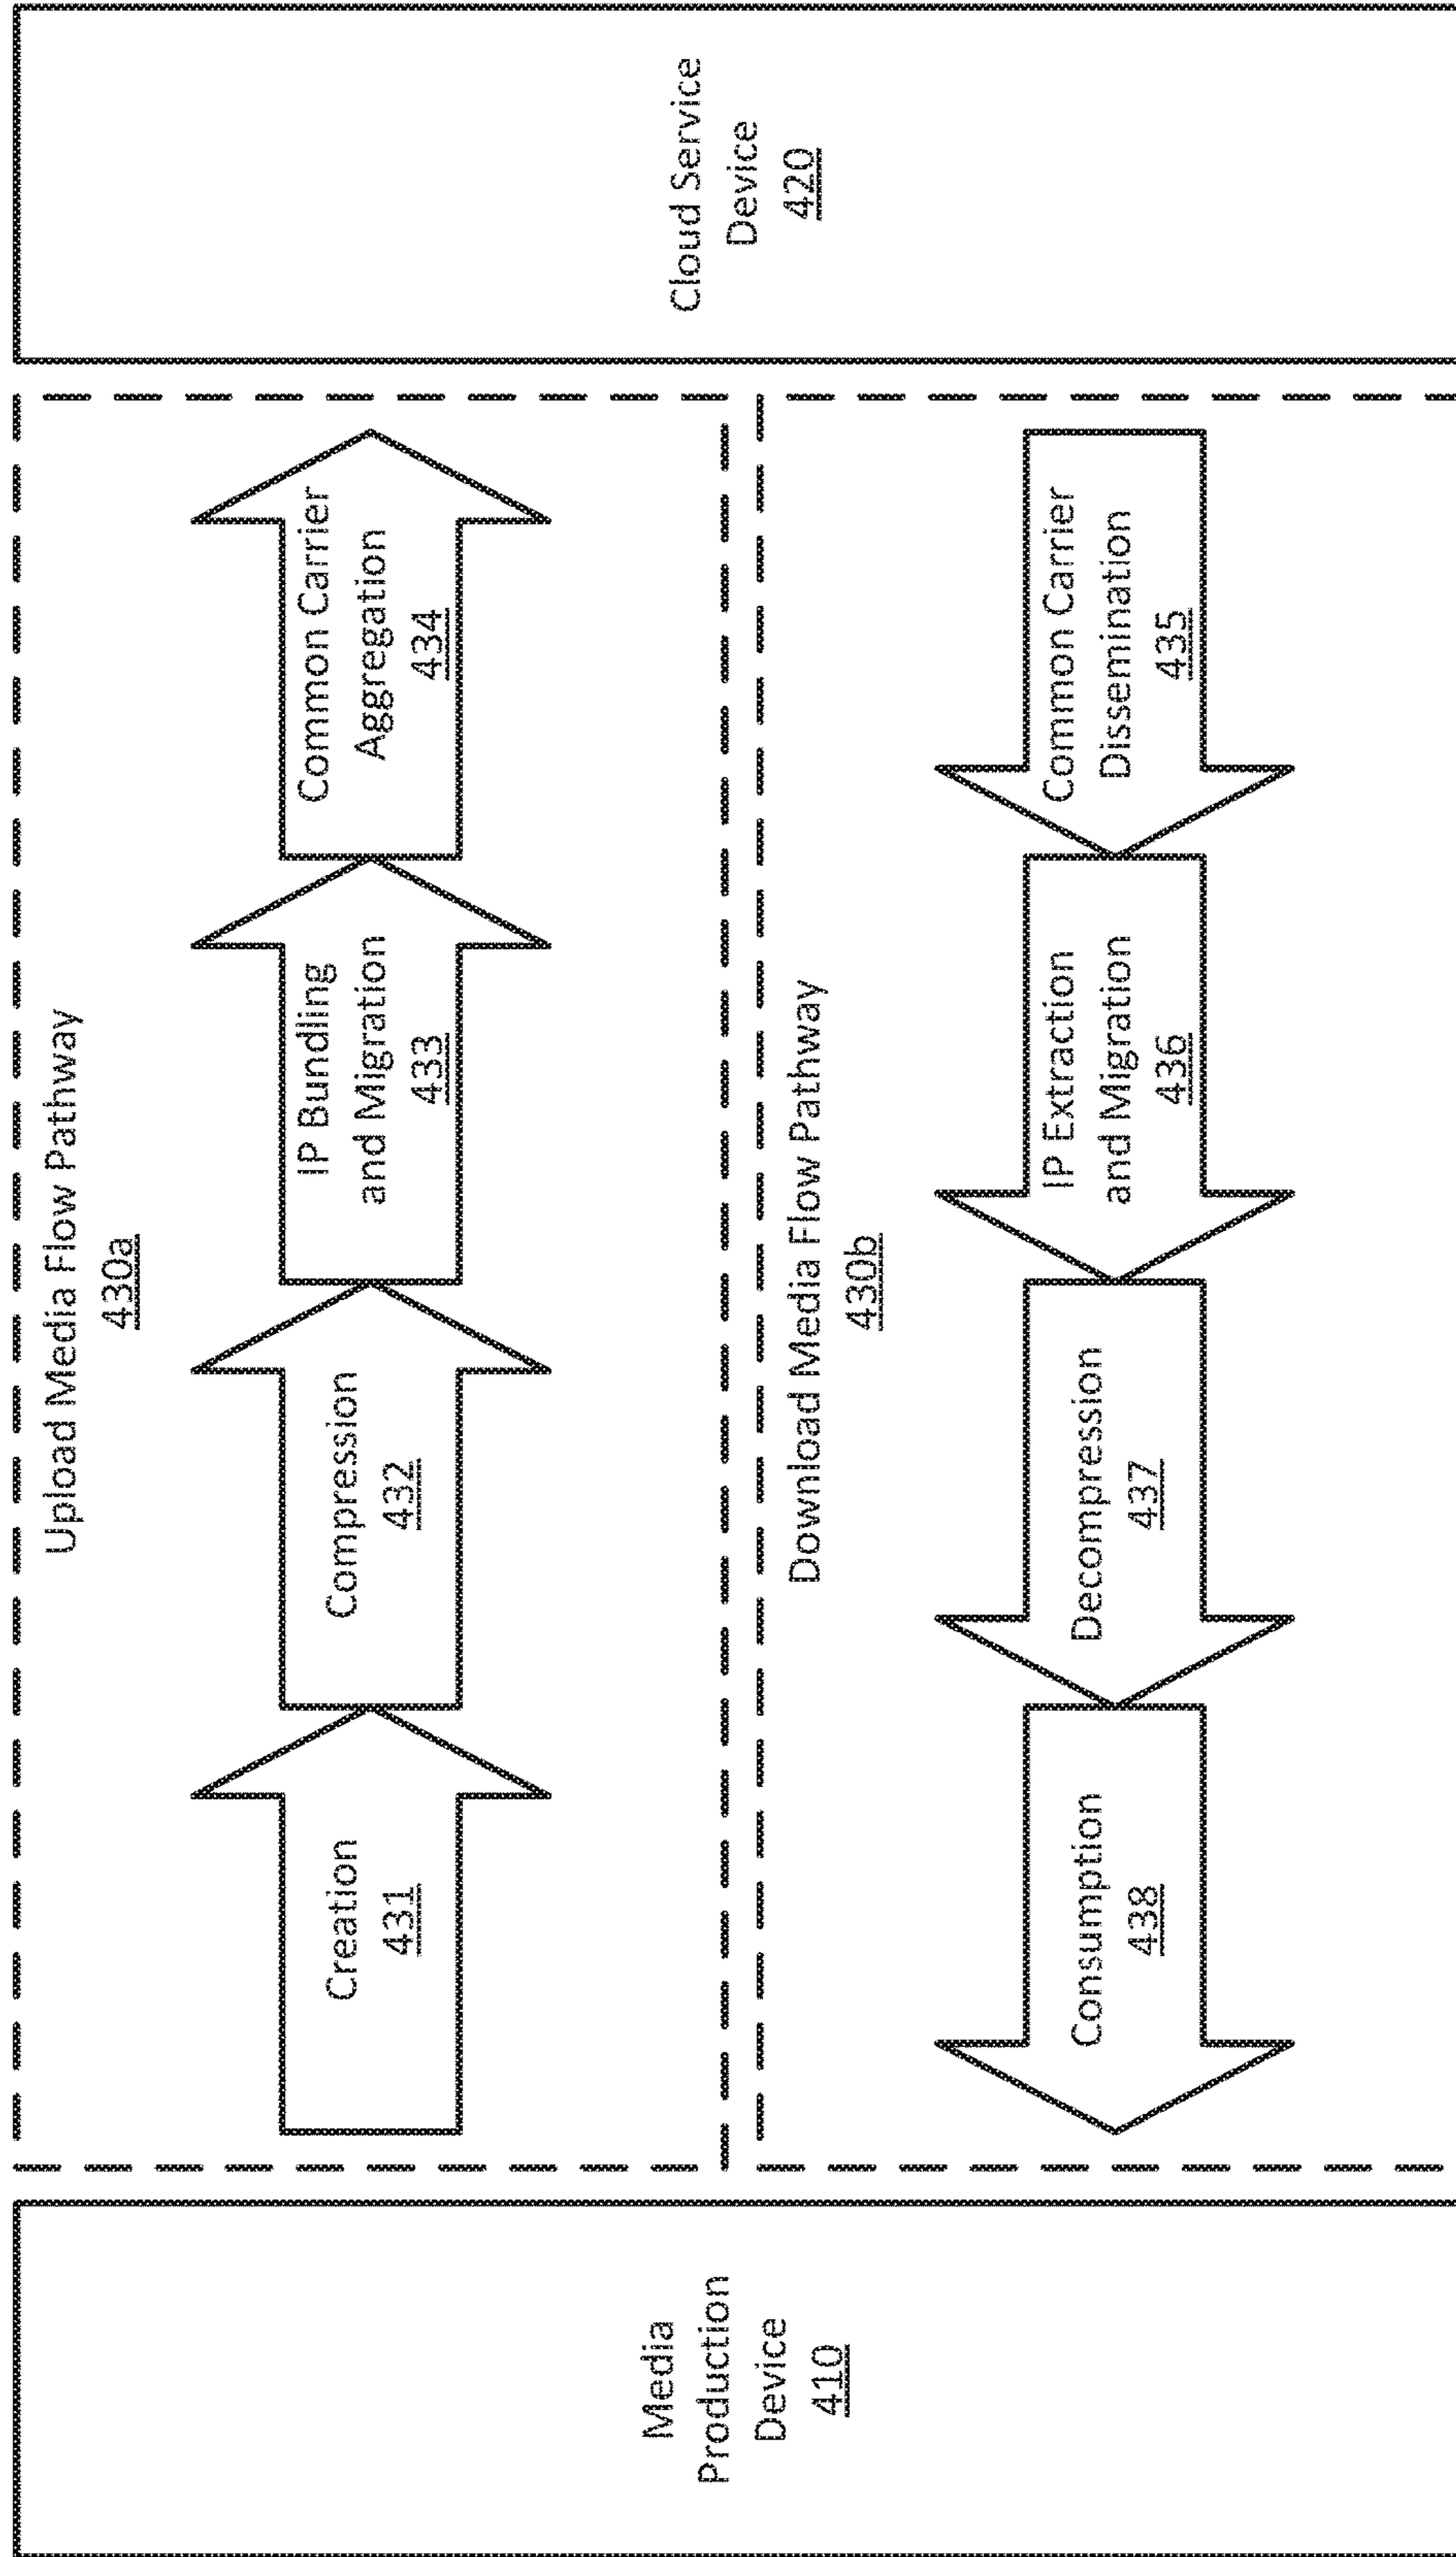 Media
Production
Device
410
Upload Media Flow Pathway
430a
Creation
431
Compression
432
IP Bundling
and Migration
433
Common Carrier
Aggregation
434
Download Media Flow Pathway
430b
Consumption
438
Decompression
437
IP Extraction
and Migration
436
Common Carrier
Dissemination
435
Cloud Service
Device
420